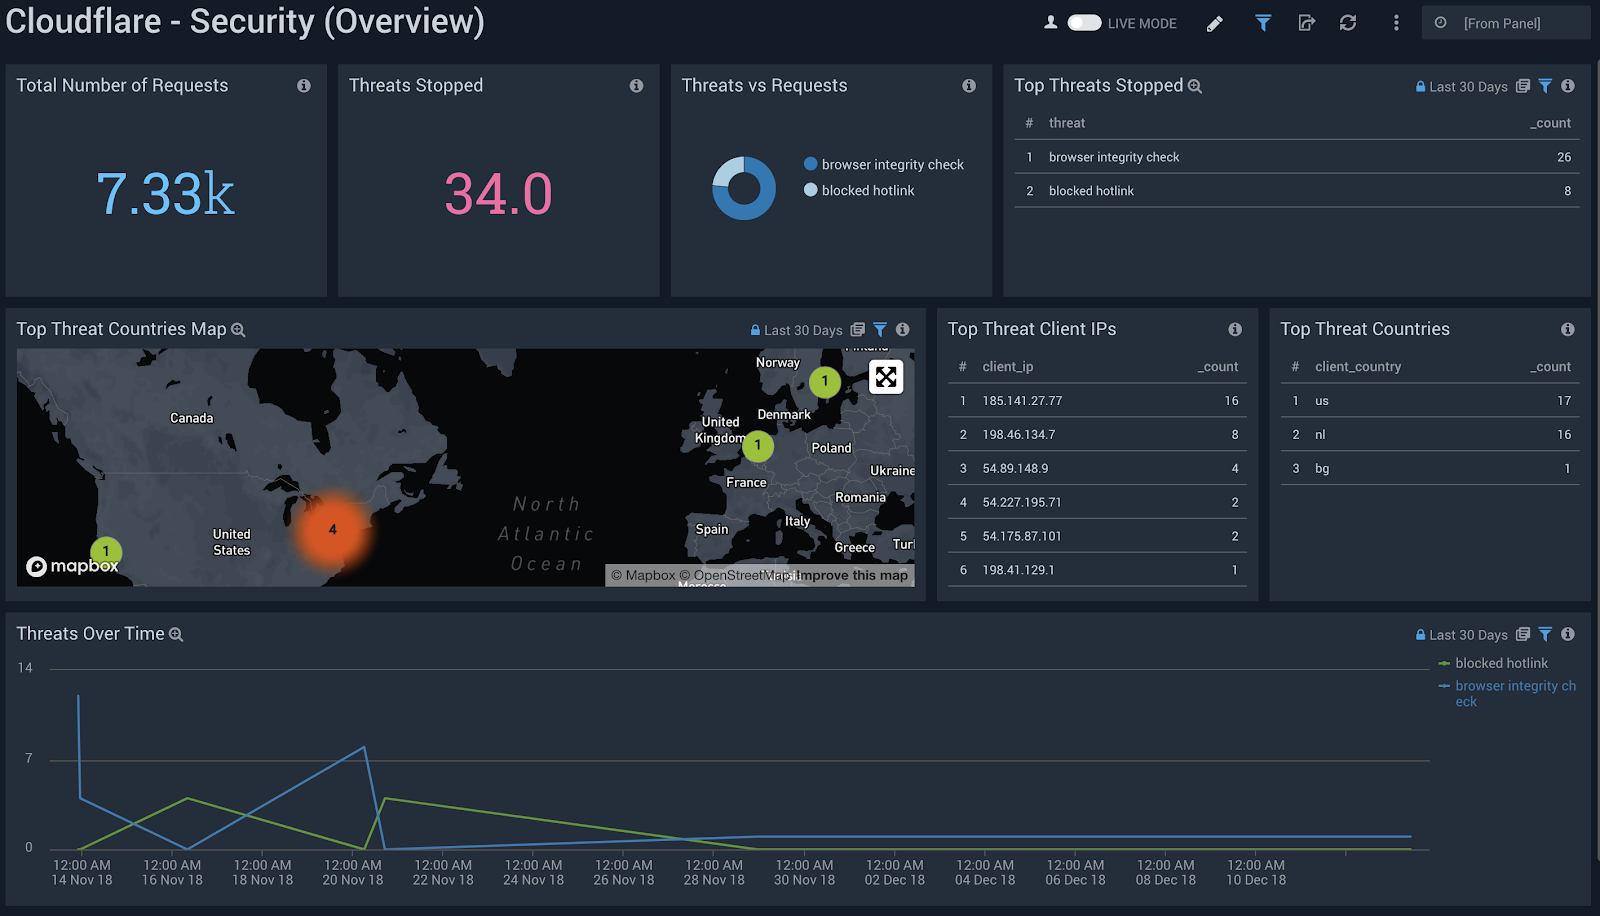 Cloudflare - Security (Overview)
LIVE MODE
[From Panel]
Total Number of Requests
7.33k
Threats Stopped
34.0
Threats vs Requests
browser integrity check
blocked hotlink
Top Threats Stopped
Last 30 Days
# threat _count
1 browser integrity check 26
2 blocked hotlink 8
Top Threat Countries Map
Last 30 Days
Norway
1
Canada
Denmark
United
Kingdom
1
Poland
Ukraine
France
North
Atlantic
Ocean
Romania
4
Spain
Italy
United
States
Greece
1
mapbox
© Mapbox © OpenStreetMap Improve this map
Top Threat Client IPs
# client_ip _count
1 185.141.27.77 16
2 198.46.134.7 8
3 54.89.148.9 4
4 54.227.195.71 2
5 54.175.87.101 2
6 198.41.129.1 1
Top Threat Countries
# client_country _count
1 us 17
2 nl 16
3 bg 1
Threats Over Time
Last 30 Days
14
7
0
blocked hotlink
browser integrity ch
eck
12:00 AM 12:00 AM 12:00 AM 12:00 AM 12:00 AM 12:00 AM 12:00 AM 12:00 AM 12:00 AM 12:00 AM 12:00 AM 12:00 AM 12:00 AM 12:00 AM
14 Nov 18 16 Nov 18 18 Nov 18 20 Nov 18 22 Nov 18 24 Nov 18 26 Nov 18 28 Nov 18 30 Nov 18 02 Dec 18 04 Dec 18 06 Dec 18 08 Dec 18 10 Dec 18